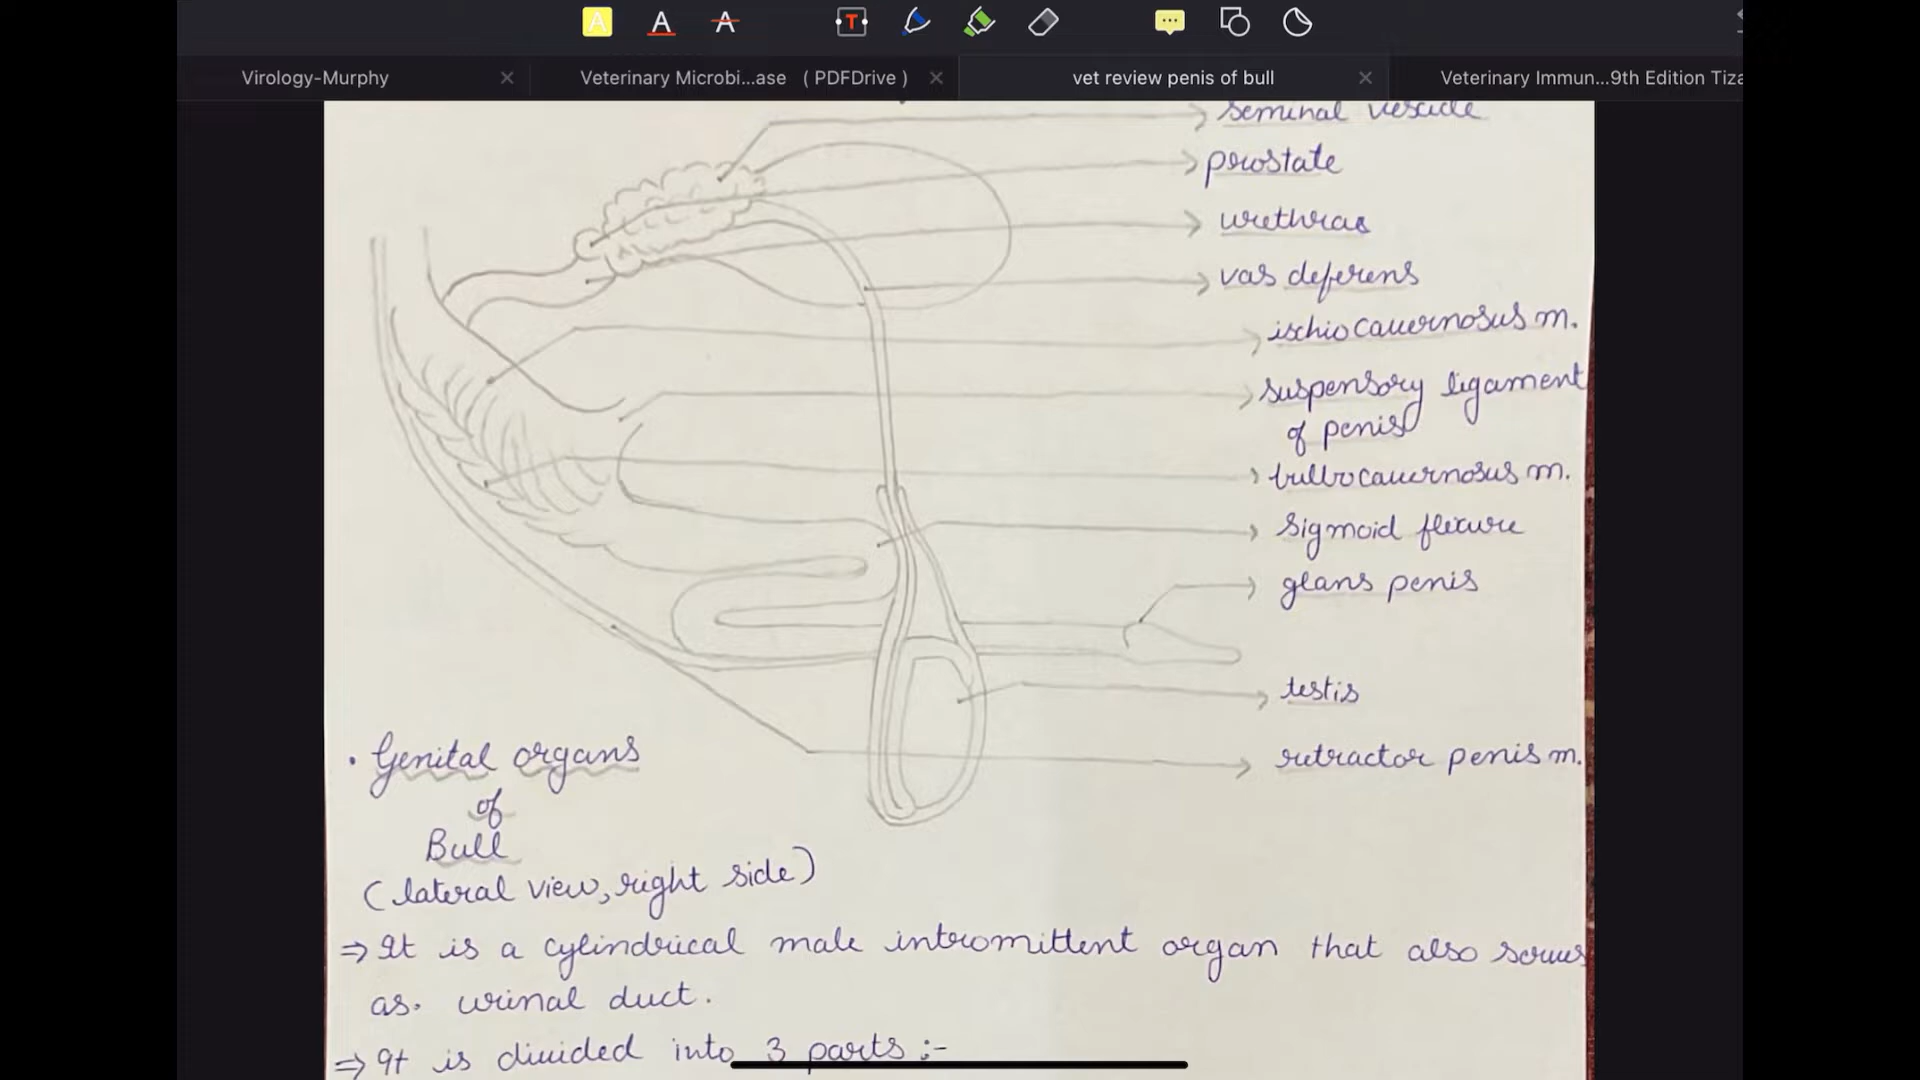 A A A T
Virology-Murphy
Veterinary Microbi...ase ( PDFDrive )
vet review penis of bull
Veterinary Immun...9th Edition Tiza
seminal vesicle
prostate
urethras
vas deferens
ischiocavernosus m.
suspensory ligament
of penis
bulbocavernosus m.
sigmoid flexure
glans penis
testis
retractor penis m.
• Genital organs
of
Bull
(lateral view, right side)
⇒ It is a cylindrical male intromittent organ that also serves
as. urinal duct.
⇒ It is divided into 3 parts :-